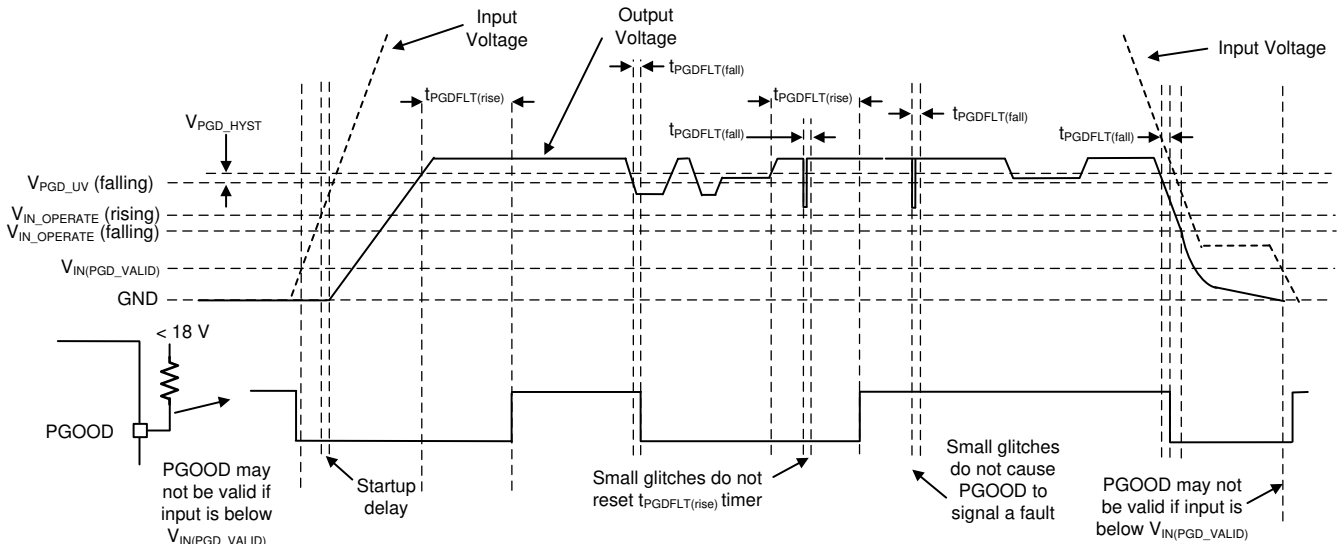 Input
Voltage
Output
Voltage
Input Voltage
tPGDFLT(fall)
tPGDFLT(rise)
tPGDFLT(rise)
tPGDFLT(fall)
tPGDFLT(fall)
tPGDFLT(fall)
VPGD_HYST
VPGD_UV (falling)
VIN_OPERATE (rising)
VIN_OPERATE (falling)
VIN(PGD_VALID)
GND
< 18 V
PGOOD
PGOOD may
not be valid if
input is below
VIN(PGD_VALID)
Startup
delay
Small glitches do not
reset tPGDFLT(rise) timer
Small glitches
do not cause
PGOOD to
signal a fault
PGOOD may not
be valid if input is
below VIN(PGD_VALID)